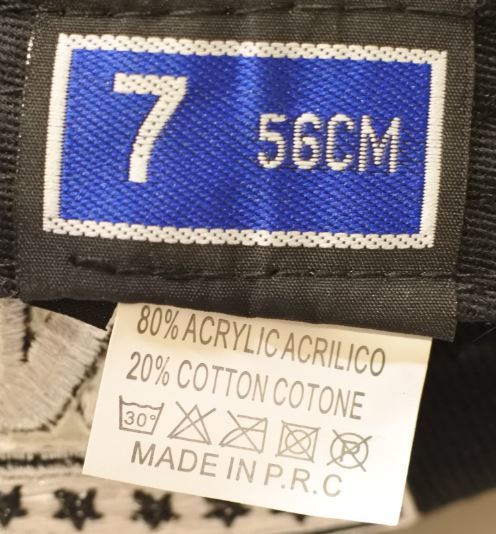 7 56CM
80% ACRYLIC ACRILICO
20% COTTON COTONE
30°
MADE IN P.R.C